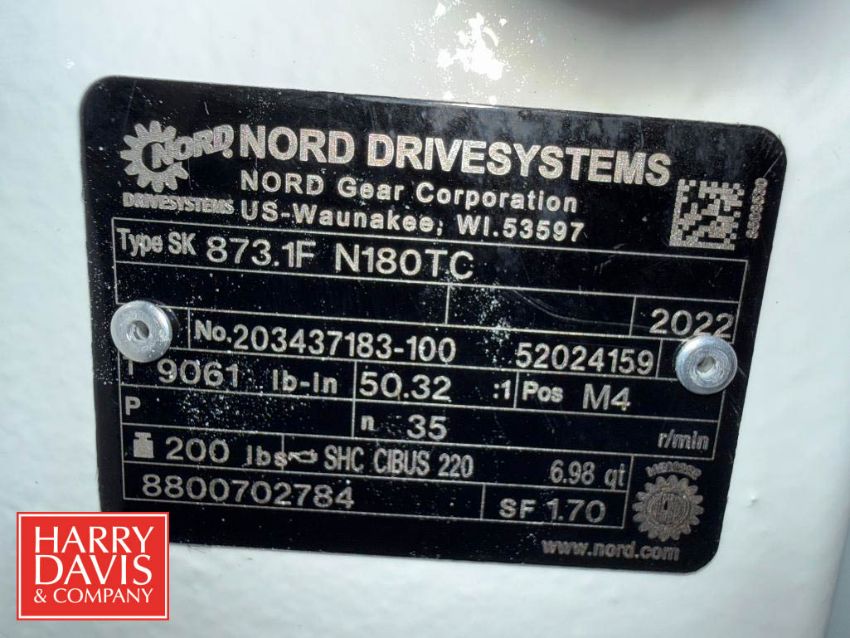 NORD DRIVESYSTEMS
NORD
DRIVESYSTEMS
NORD Gear Corporation
US-Waunakee, WI.53597
Type SK 873.1F N180TC
2022
No. 203437183-100 52024159
T 9061 lb-in 50.32 :1 Pos M4
P n 35 r/min
200 lbs SHC CIBUS 220 6.98 qt
8800702784 SF 1.70
www.nord.com
HARRY
DAVIS
& COMPANY